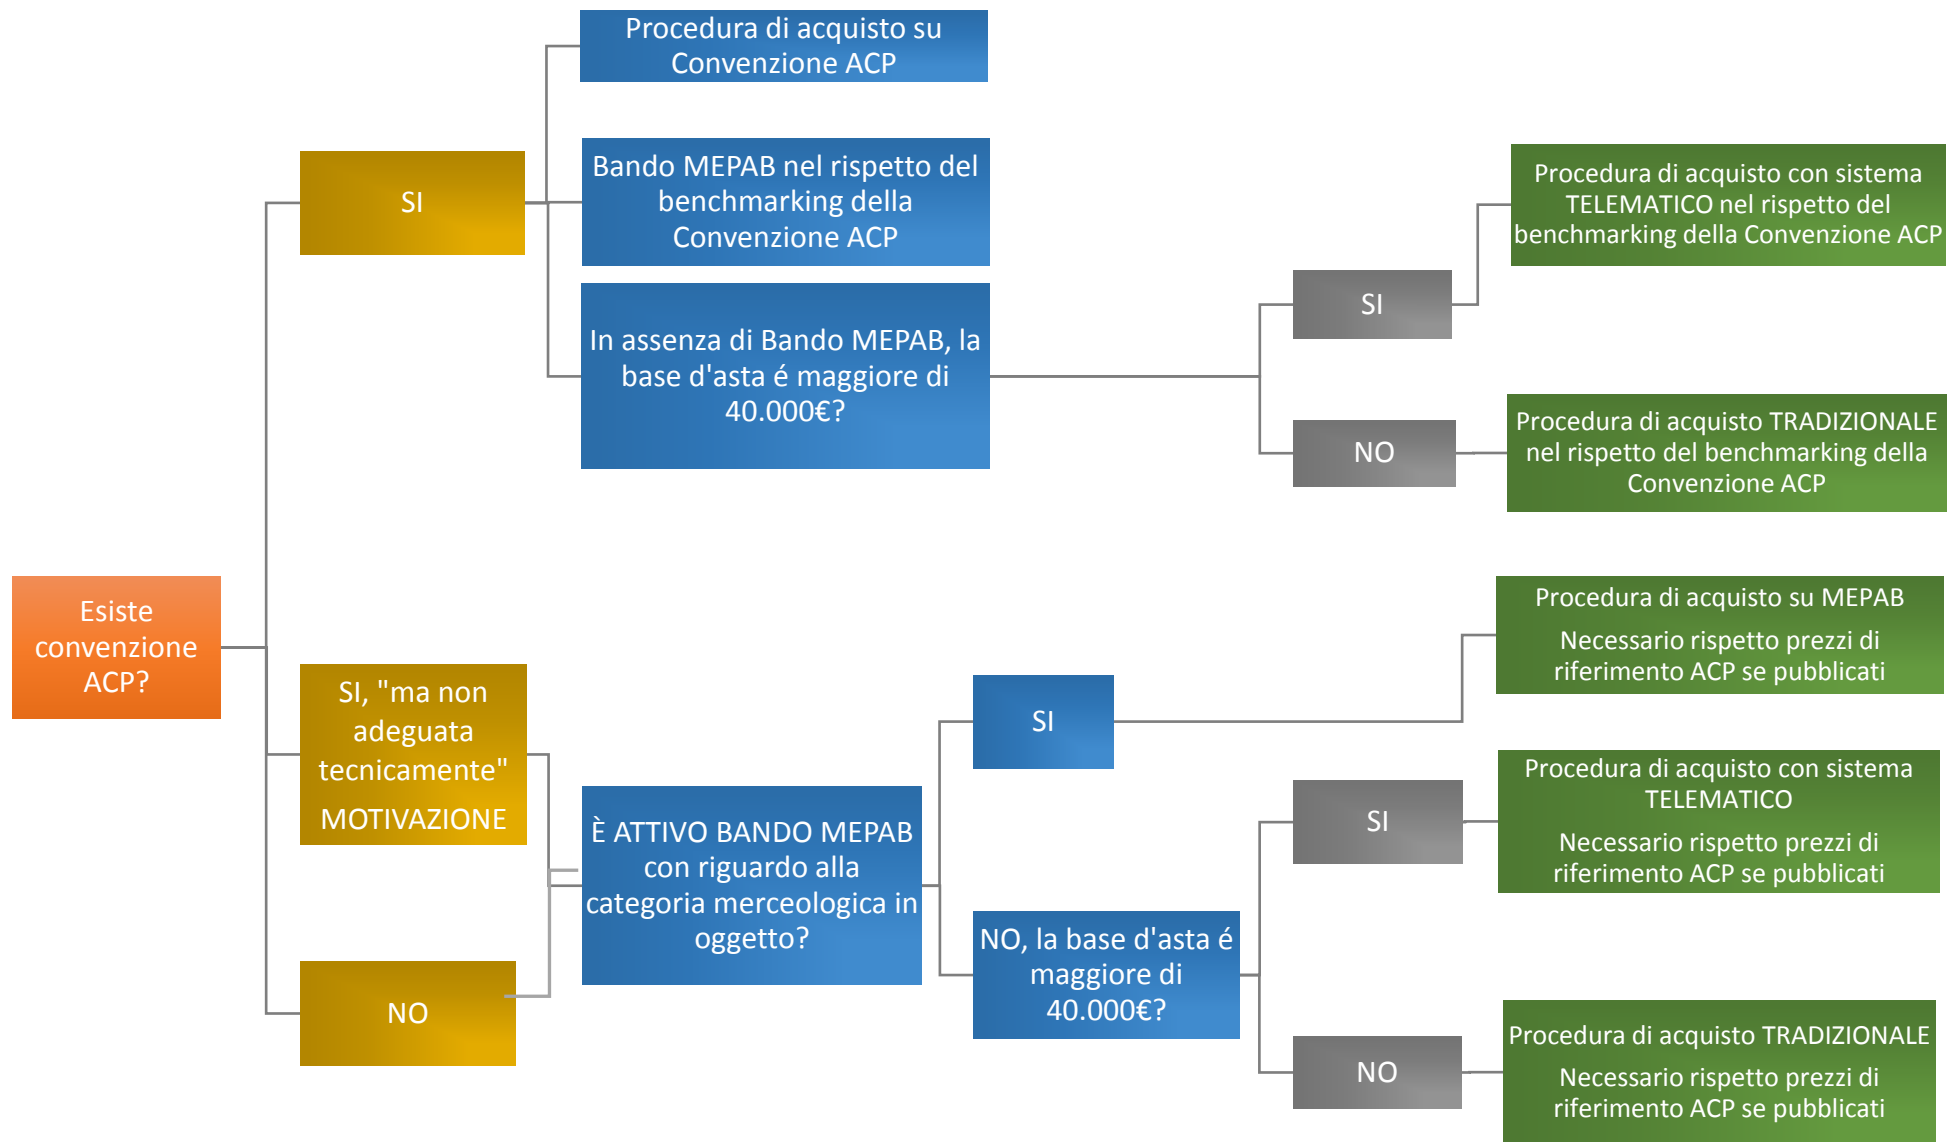 Esiste
convenzione
ACP?
SI
Procedura di acquisto su
Convenzione ACP
Bando MEPAB nel rispetto del
benchmarking della
Convenzione ACP
In assenza di Bando MEPAB, la
base d'asta é maggiore di
40.000€?
SI
Procedura di acquisto con sistema
TELEMATICO nel rispetto del
benchmarking della Convenzione ACP
NO
Procedura di acquisto TRADIZIONALE
nel rispetto del benchmarking della
Convenzione ACP
SI, "ma non
adeguata
tecnicamente"
MOTIVAZIONE
NO
È ATTIVO BANDO MEPAB
con riguardo alla
categoria merceologica in
oggetto?
SI
Procedura di acquisto su MEPAB
Necessario rispetto prezzi di
riferimento ACP se pubblicati
NO, la base d'asta é
maggiore di
40.000€?
SI
Procedura di acquisto con sistema
TELEMATICO
Necessario rispetto prezzi di
riferimento ACP se pubblicati
NO
Procedura di acquisto TRADIZIONALE
Necessario rispetto prezzi di
riferimento ACP se pubblicati